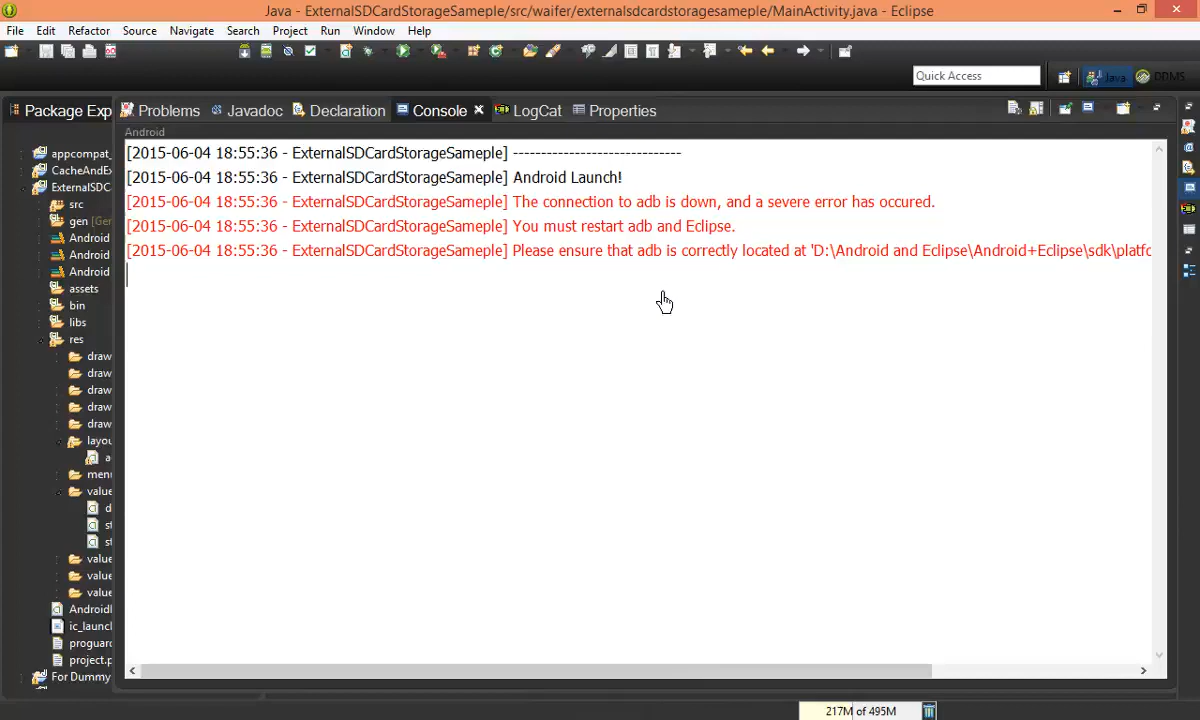 Java - ExternalSDCardStorageSameple/src/waifer/externalsdcardstoragesameple/MainActivity.java - Eclipse
File Edit Refactor Source Navigate Search Project Run Window Help
Quick Access
Java
DDMS
Package Exp
Problems Javadoc Declaration Console LogCat Properties
Android
[2015-06-04 18:55:36 - ExternalSDCardStorageSameple] ------------------------------
[2015-06-04 18:55:36 - ExternalSDCardStorageSameple] Android Launch!
[2015-06-04 18:55:36 - ExternalSDCardStorageSameple] The connection to adb is down, and a severe error has occured.
[2015-06-04 18:55:36 - ExternalSDCardStorageSameple] You must restart adb and Eclipse.
[2015-06-04 18:55:36 - ExternalSDCardStorageSameple] Please ensure that adb is correctly located at 'D:\Android and Eclipse\Android+Eclipse\sdk\platfo
appcompat_
CacheAndEx
ExternalSDC
src
gen [Gen
Android
Android
Android
assets
bin
libs
res
draw
draw
draw
draw
draw
layou
a
menu
value
d
st
st
value
value
value
AndroidI
ic_launcl
proguard
project.p
For Dummy
217M of 495M